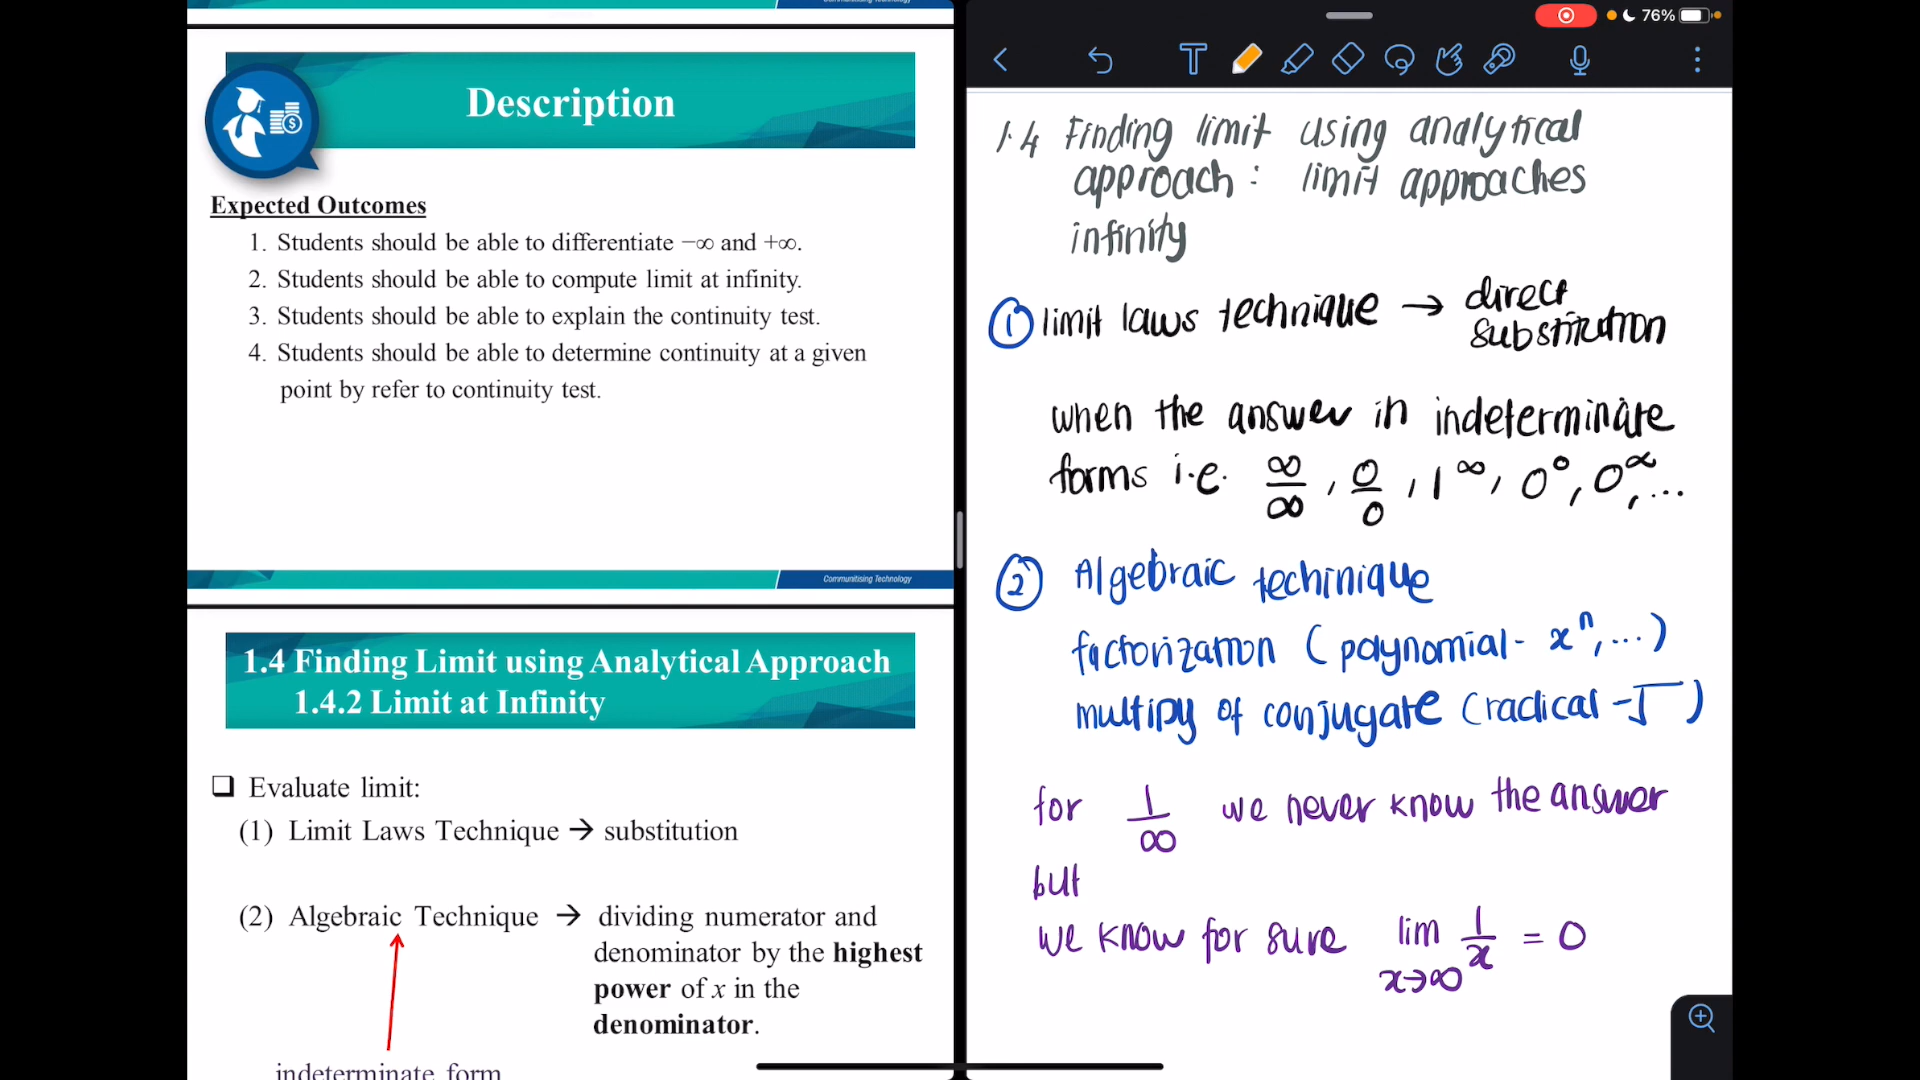 Description
Expected Outcomes
1. Students should be able to differentiate −∞ and +∞.
2. Students should be able to compute limit at infinity.
3. Students should be able to explain the continuity test.
4. Students should be able to determine continuity at a given
point by refer to continuity test.
Communitising Technology
1.4 Finding Limit using Analytical Approach
1.4.2 Limit at Infinity
❑ Evaluate limit:
(1) Limit Laws Technique → substitution
(2) Algebraic Technique → dividing numerator and
denominator by the highest
power of x in the
denominator.
indeterminate form
76%
1.4 Finding limit using analytical
approach: limit approaches
infinity
① limit laws technique → direct
substitution
when the answer in indeterminate
forms i.e. ∞/∞, 0/0, 1^∞, 0^0, 0^∝, ...
② Algebraic techinique
factorization (polynomial - x^n, ...)
multipy of conjugate (radical - √ )
for 1/∞ we never know the answer
but
we know for sure lim x→∞ 1/x = 0